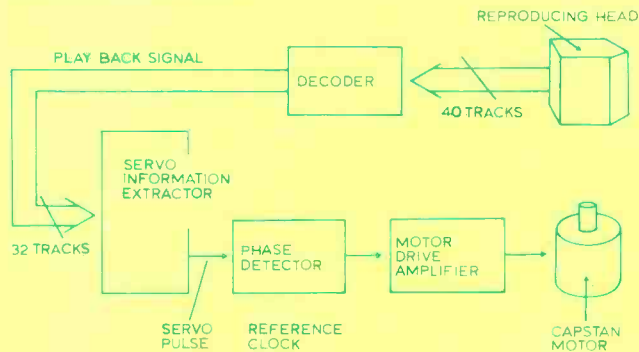 REPRODUCING HEAD
PLAY BACK SIGNAL
DECODER
40 TRACKS
SERVO
INFORMATION
EXTRACTOR
32 TRACKS
PHASE
DETECTOR
MOTOR
DRIVE
AMPLIFIER
SERVO
PULSE
REFERENCE
CLOCK
CAPSTAN
MOTOR